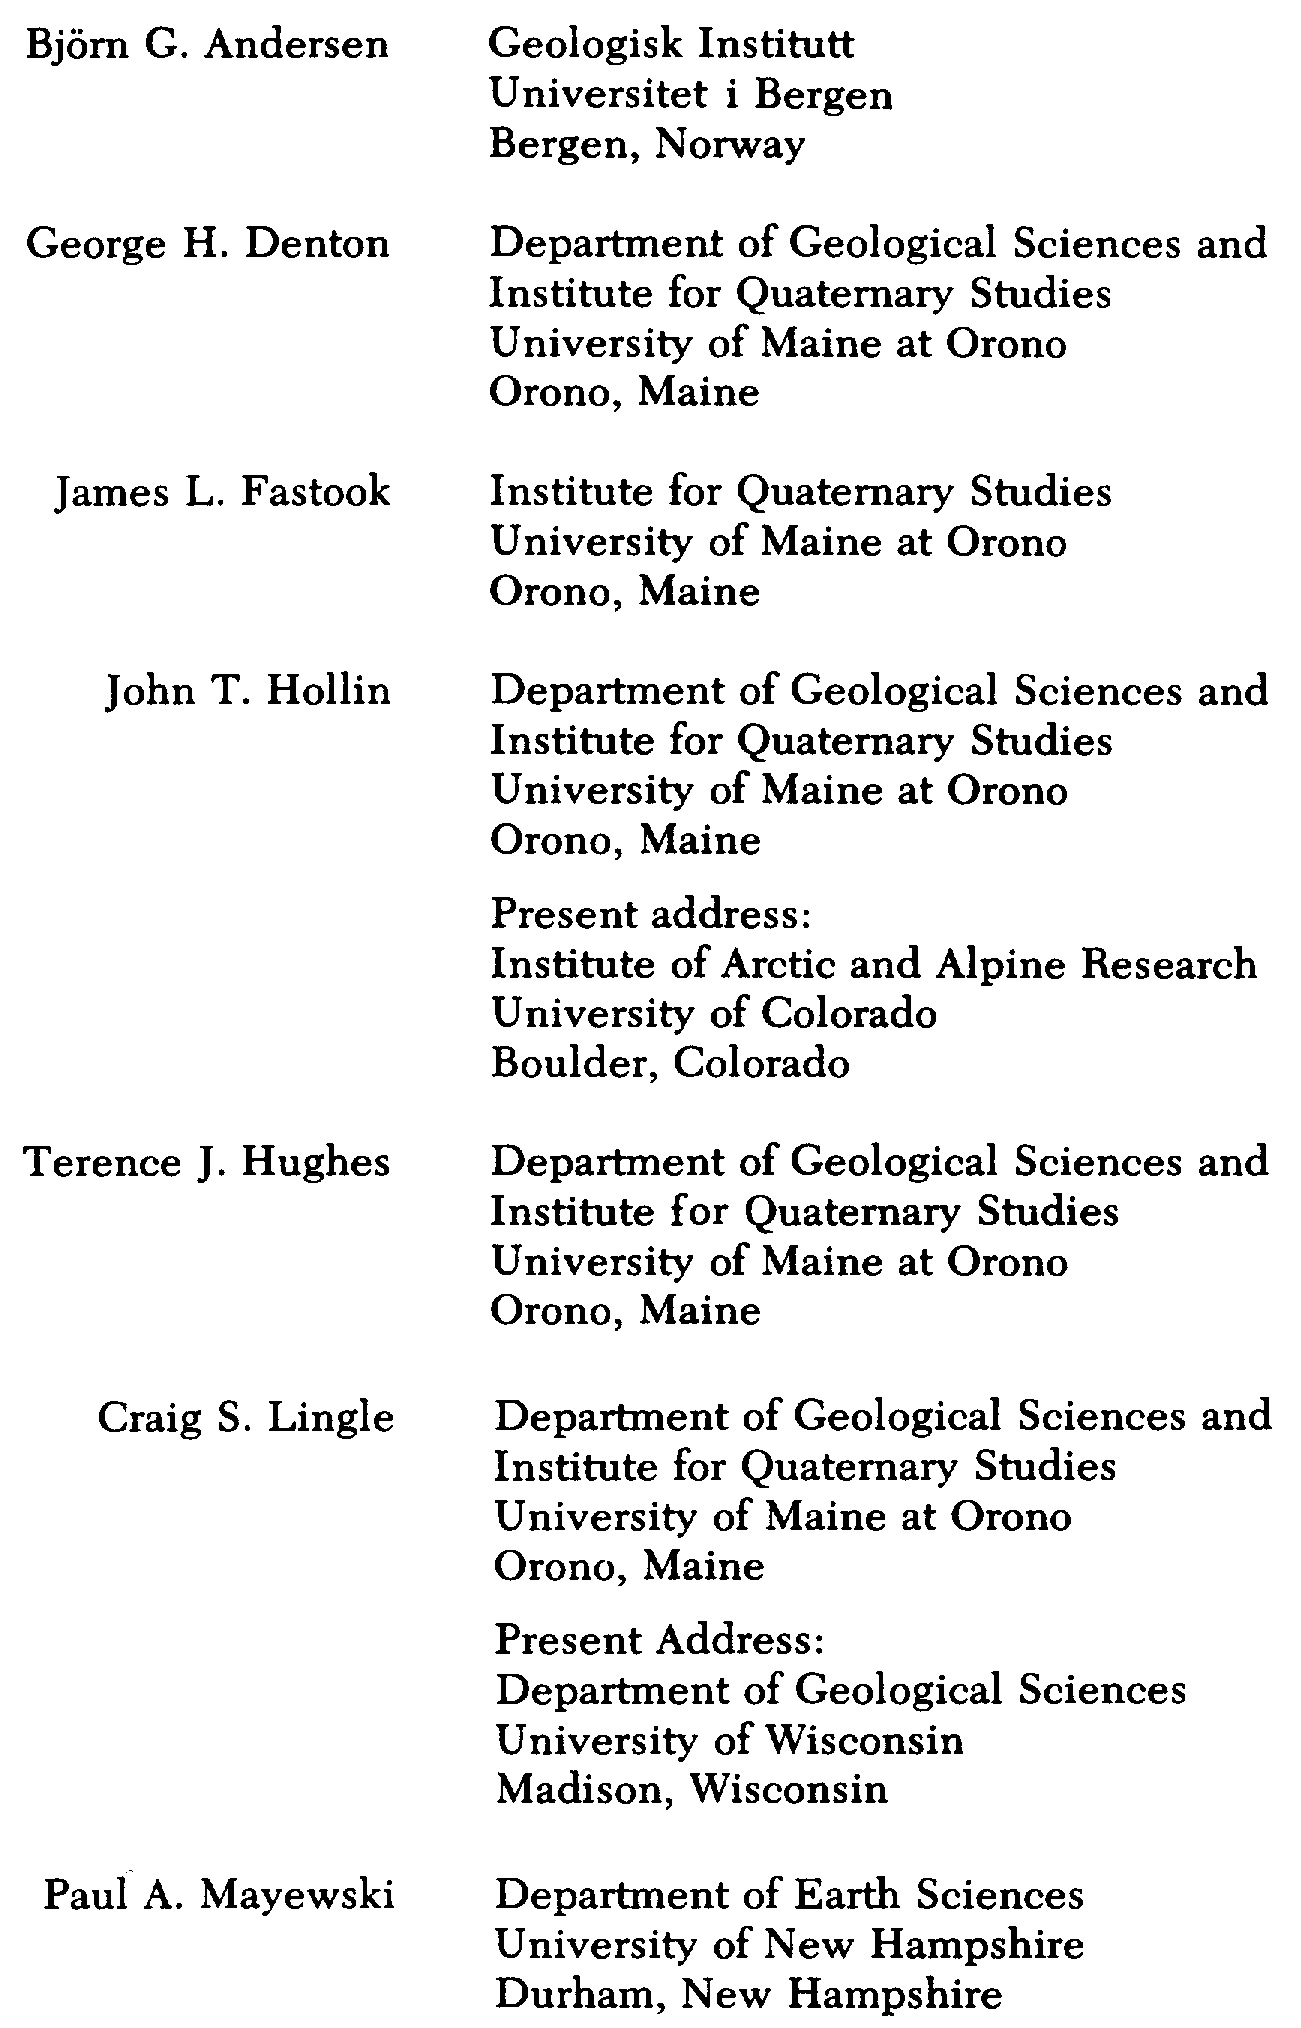 Björn G. Andersen Geologisk Institutt
Universitet i Bergen
Bergen, Norway
George H. Denton Department of Geological Sciences and
Institute for Quaternary Studies
University of Maine at Orono
Orono, Maine
James L. Fastook Institute for Quaternary Studies
University of Maine at Orono
Orono, Maine
John T. Hollin Department of Geological Sciences and
Institute for Quaternary Studies
University of Maine at Orono
Orono, Maine
Present address:
Institute of Arctic and Alpine Research
University of Colorado
Boulder, Colorado
Terence J. Hughes Department of Geological Sciences and
Institute for Quaternary Studies
University of Maine at Orono
Orono, Maine
Craig S. Lingle Department of Geological Sciences and
Institute for Quaternary Studies
University of Maine at Orono
Orono, Maine
Present Address:
Department of Geological Sciences
University of Wisconsin
Madison, Wisconsin
Paul A. Mayewski Department of Earth Sciences
University of New Hampshire
Durham, New Hampshire